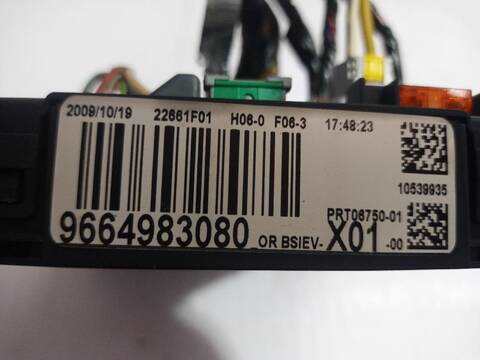 2009/10/19 22661F01 H06-0 F06-3 17:48:23
10539935
PRT06750-01
9664983080 OR BSIEV- X01 -00